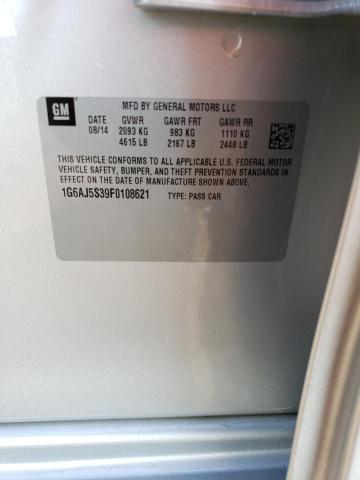 GM
MFD BY GENERAL MOTORS LLC
DATE GVWR GAWR FRT GAWR RR
08/14 2093 KG 983 KG 1110 KG
4615 LB 2167 LB 2448 LB
THIS VEHICLE CONFORMS TO ALL APPLICABLE U.S. FEDERAL MOTOR
VEHICLE SAFETY, BUMPER, AND THEFT PREVENTION STANDARDS IN
EFFECT ON THE DATE OF MANUFACTURE SHOWN ABOVE.
1G6AJ5S39F0108621 TYPE: PASS CAR